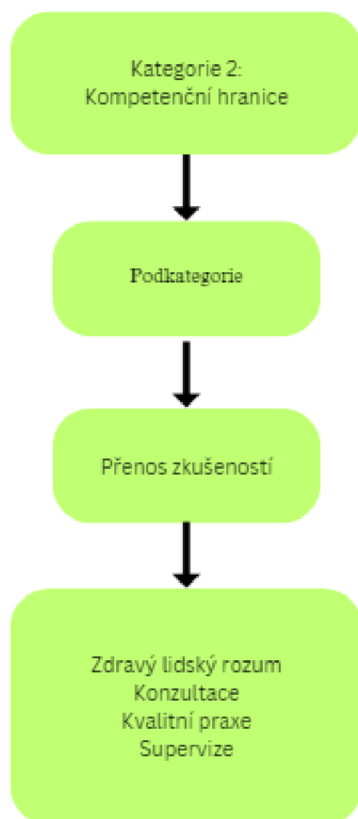 Kategorie 2:
Kompetenční hranice
Podkategorie
Přenos zkušeností
Zdravý lidský rozum
Konzultace
Kvalitní praxe
Supervize